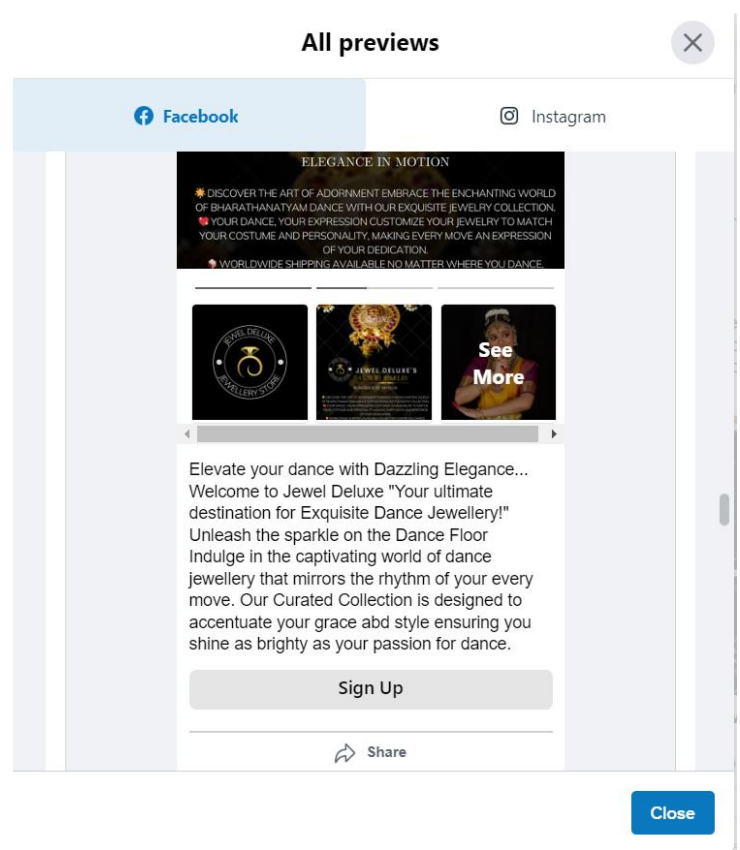 All previews
Facebook
Instagram
ELEGANCE IN MOTION
🌟 DISCOVER THE ART OF ADORNMENT EMBRACE THE ENCHANTING WORLD
OF BHARATHANATYAM DANCE WITH OUR EXQUISITE JEWELRY COLLECTION.
💖 YOUR DANCE, YOUR EXPRESSION CUSTOMIZE YOUR JEWELRY TO MATCH
YOUR COSTUME AND PERSONALITY, MAKING EVERY MOVE AN EXPRESSION
OF YOUR DEDICATION.
WORLDWIDE SHIPPING AVAILABLE NO MATTER WHERE YOU DANCE,
JEWEL DELUXE
JEWELLERY STORE
JEWEL DELUXE'S
See
More
Elevate your dance with Dazzling Elegance...
Welcome to Jewel Deluxe "Your ultimate
destination for Exquisite Dance Jewellery!"
Unleash the sparkle on the Dance Floor
Indulge in the captivating world of dance
jewellery that mirrors the rhythm of your every
move. Our Curated Collection is designed to
accentuate your grace abd style ensuring you
shine as brighty as your passion for dance.
Sign Up
Share
Close